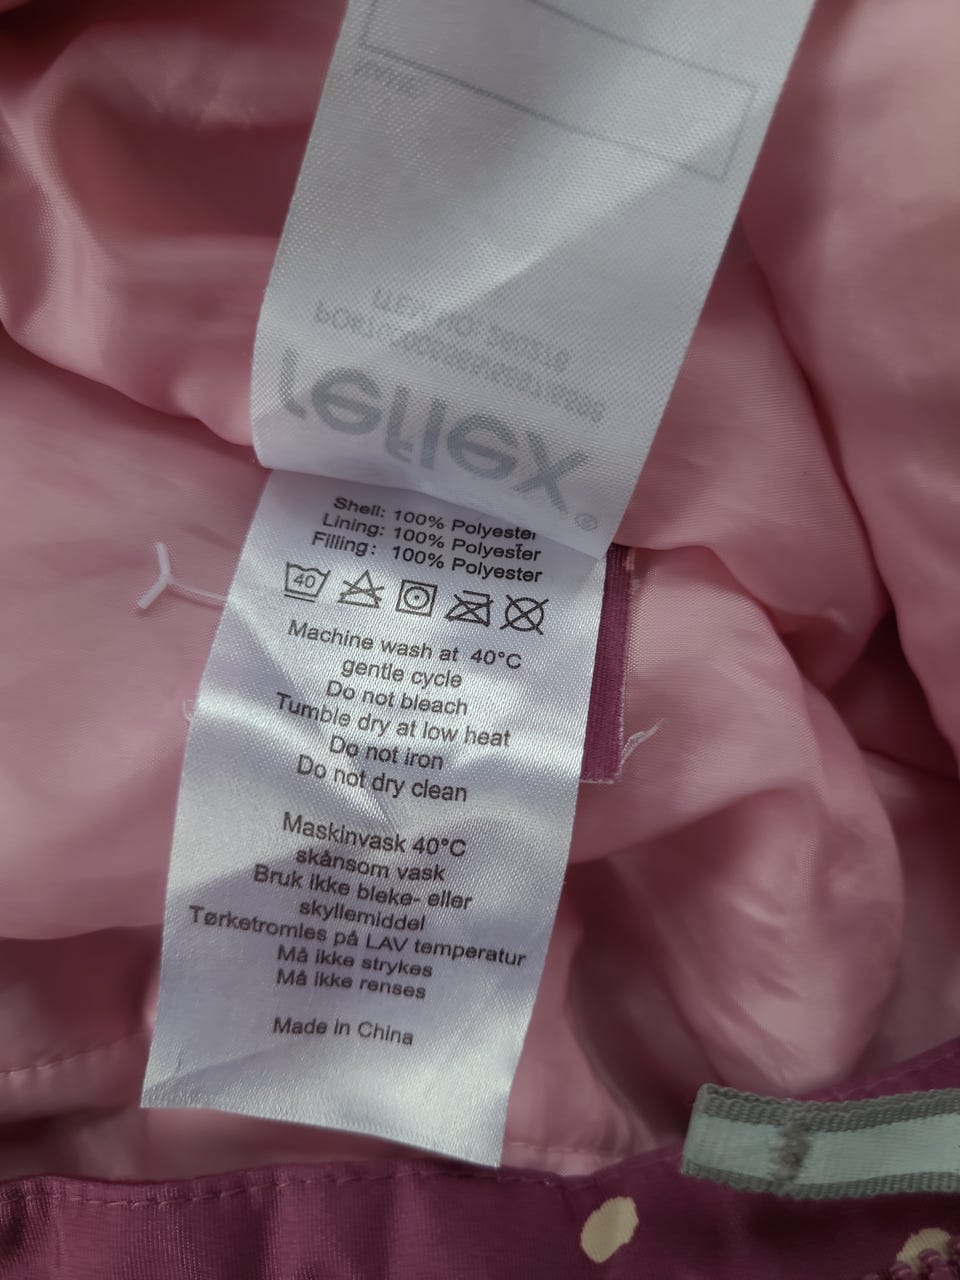 reflex®
Shell: 100% Polyester
Lining: 100% Polyester
Filling: 100% Polyester
40
Machine wash at 40°C
gentle cycle
Do not bleach
Tumble dry at low heat
Do not iron
Do not dry clean
Maskinvask 40°C
skånsom vask
Bruk ikke bleke- eller
skyllemiddel
Tørketromles på LAV temperatur
Må ikke strykes
Må ikke renses
Made in China